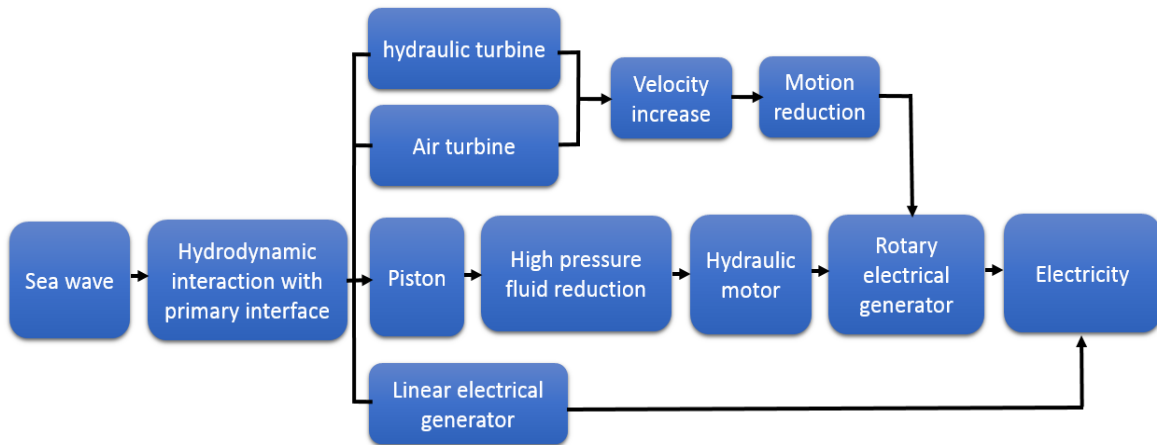 hydraulic turbine
Air turbine
Velocity
increase
Motion
reduction
Sea wave
Hydrodynamic
interaction with
primary interface
Piston
High pressure
fluid reduction
Hydraulic
motor
Rotary
electrical
generator
Electricity
Linear electrical
generator